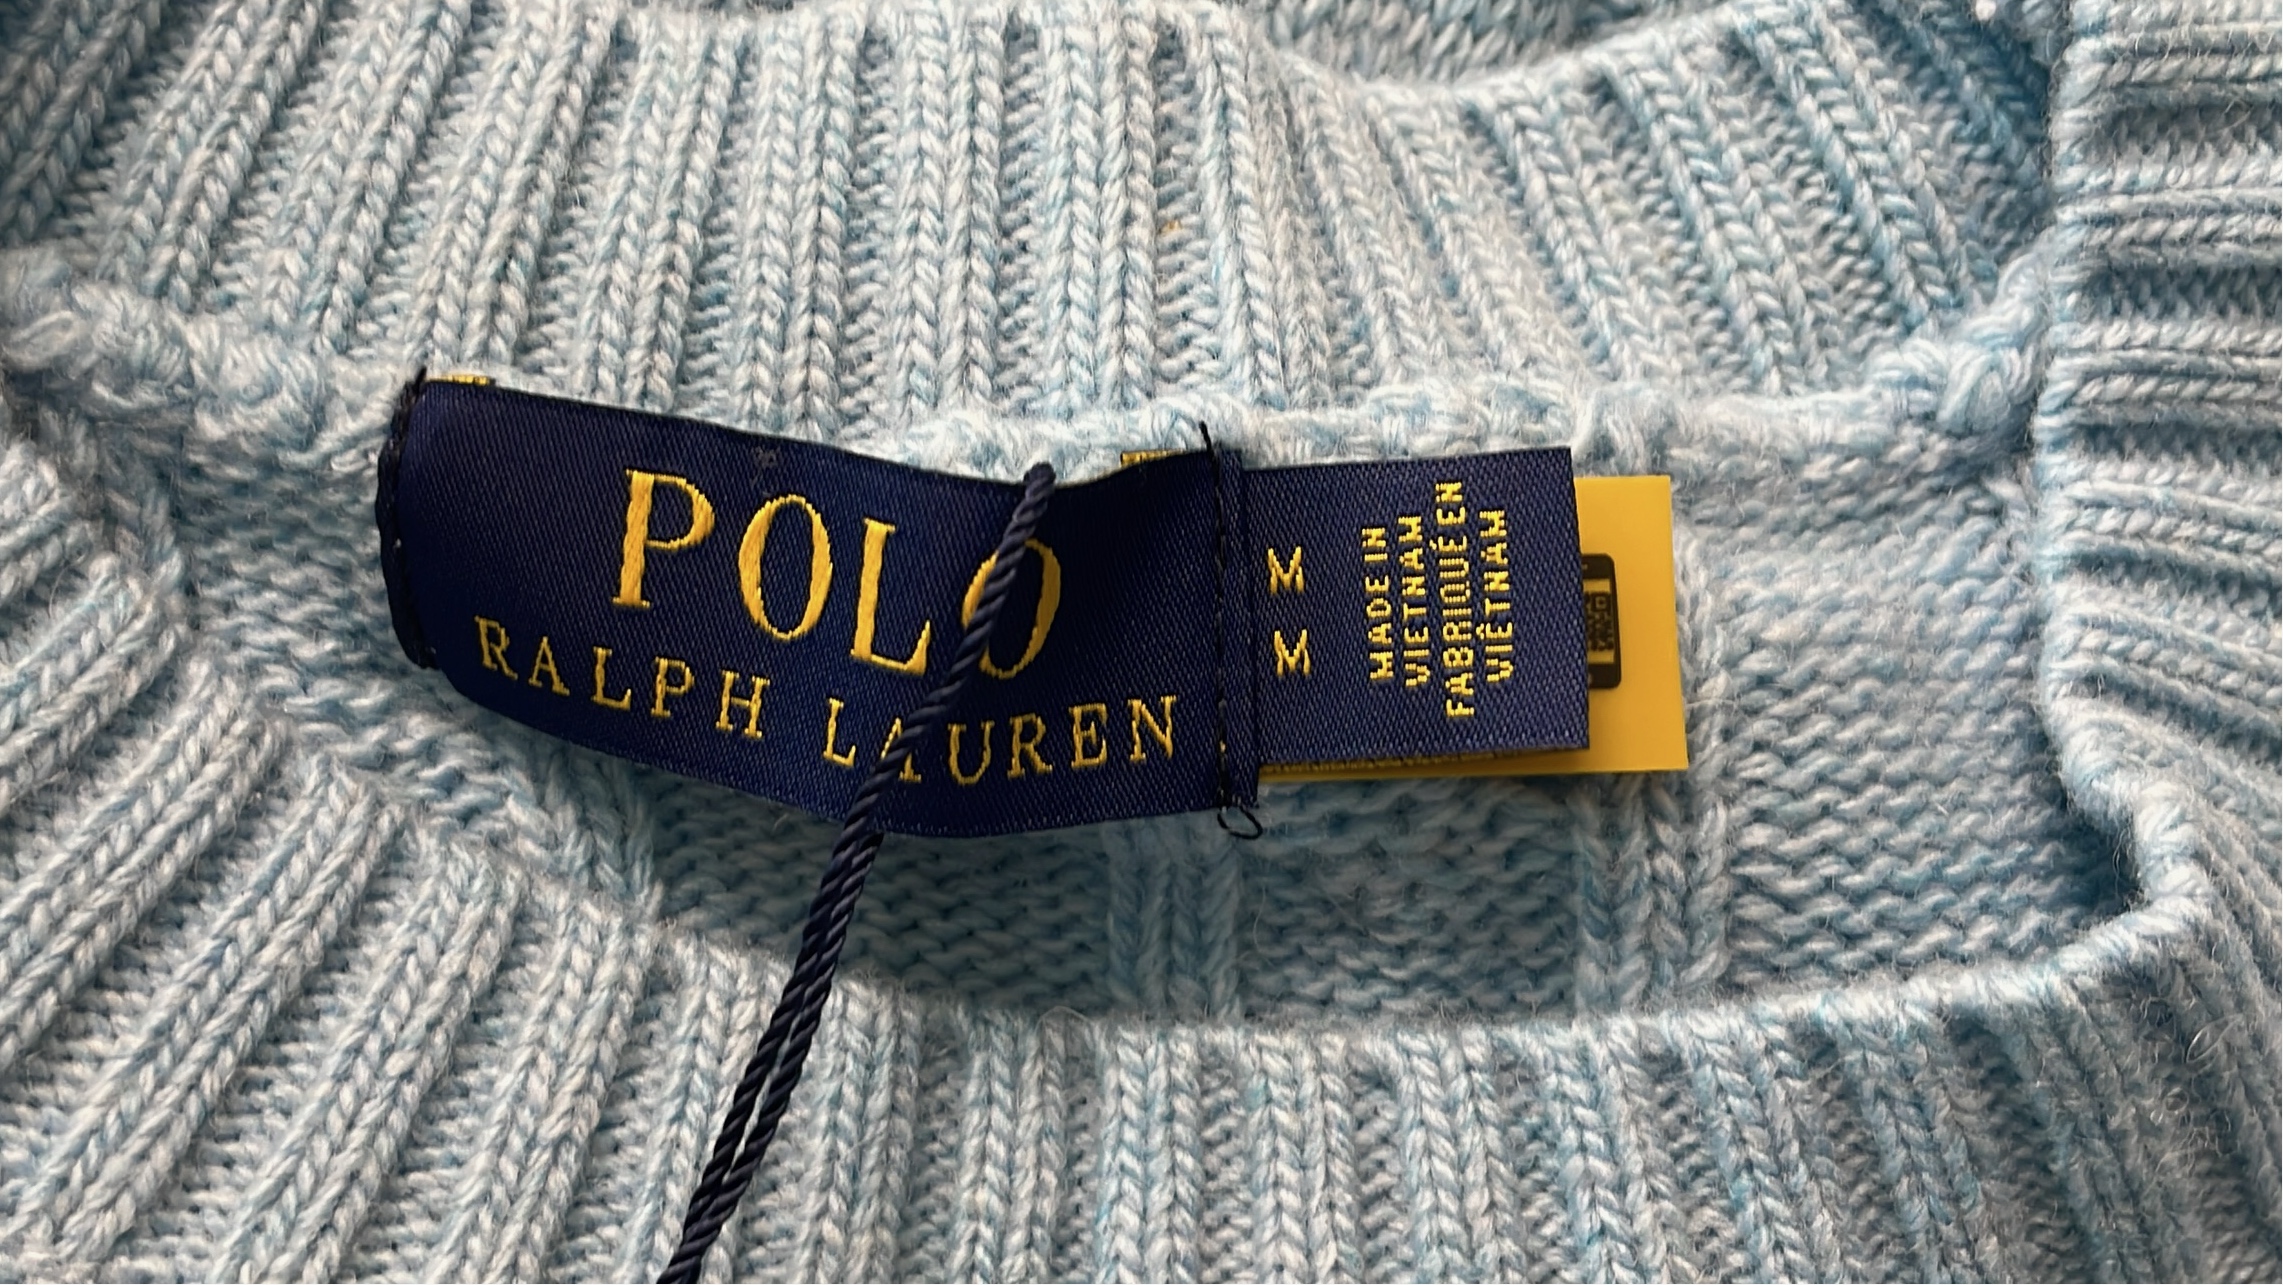 POLO
RALPH LAUREN
M
M
MADE IN
VIETNAM
FABRIQUÉ EN
VIÊTNAM